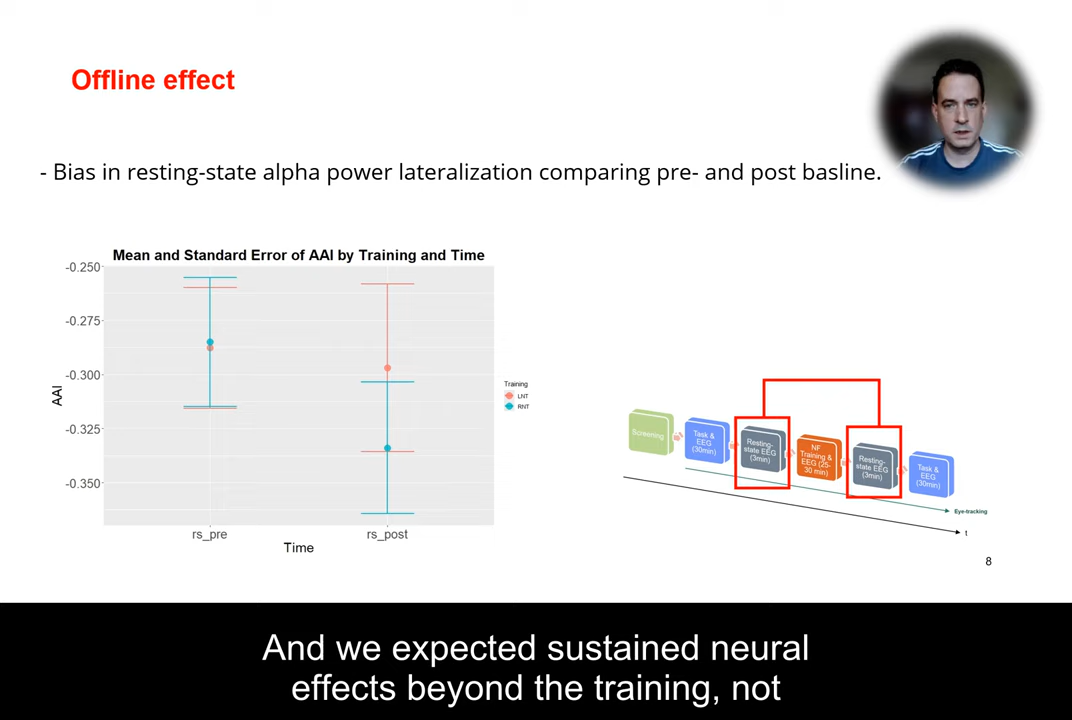 Offline effect
- Bias in resting-state alpha power lateralization comparing pre- and post basline.
Mean and Standard Error of AAI by Training and Time
-0.250
-0.275
-0.300
-0.325
-0.350
AAI
rs_pre
rs_post
Time
Training
LNT
RNT
Screening
Task &
EEG
(30min)
Resting-
state EEG
(3min)
NF
Training &
EEG (25-
30 min)
Resting-
state EEG
(3min)
Task &
EEG
(30min)
Eye-tracking
t
8
And we expected sustained neural
effects beyond the training, not